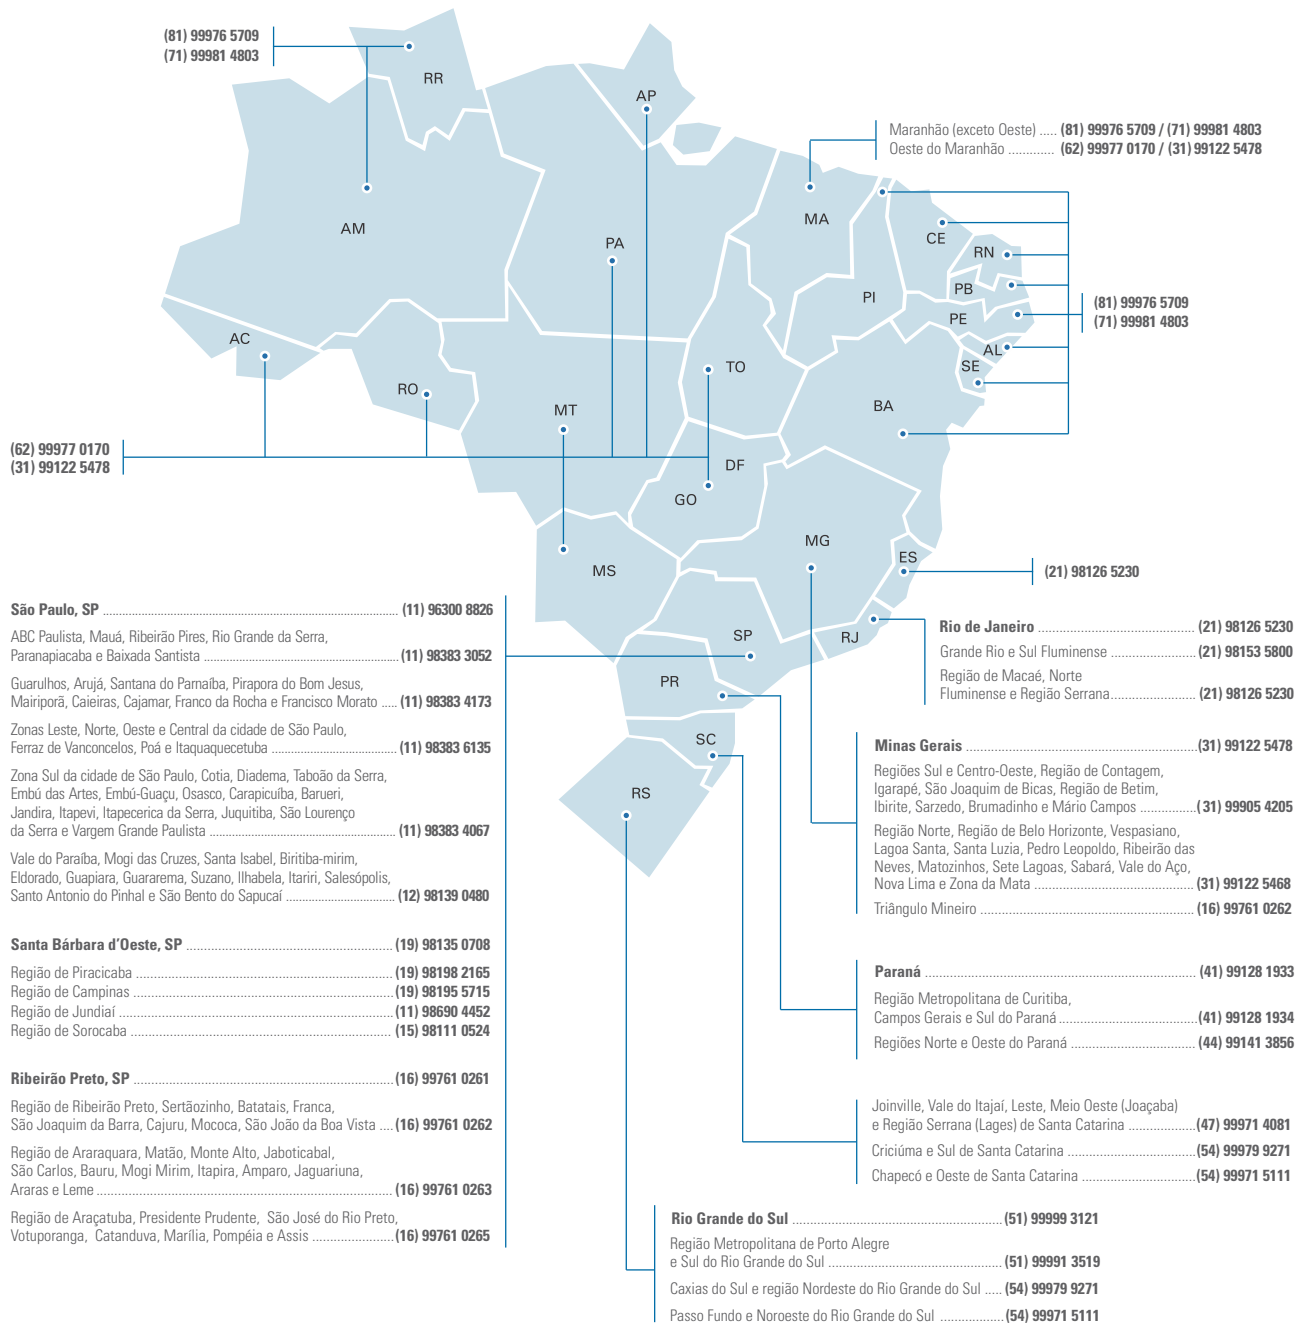 (81) 99976 5709
(71) 99981 4803
RR
AP
AM
PA
MA
CE
RN
PB
PI
PE
AL
SE
AC
RO
TO
MT
BA
DF
GO
MG
MS
ES
SP
RJ
PR
SC
RS
Maranhão (exceto Oeste) ..... (81) 99976 5709 / (71) 99981 4803
Oeste do Maranhão ............. (62) 99977 0170 / (31) 99122 5478
(81) 99976 5709
(71) 99981 4803
(62) 99977 0170
(31) 99122 5478
(21) 98126 5230
São Paulo, SP ..... (11) 96300 8826
ABC Paulista, Mauá, Ribeirão Pires, Rio Grande da Serra,
Paranapiacaba e Baixada Santista ..... (11) 98383 3052
Guarulhos, Arujá, Santana do Parnaíba, Pirapora do Bom Jesus,
Mairiporã, Caieiras, Cajamar, Franco da Rocha e Francisco Morato ..... (11) 98383 4173
Zonas Leste, Norte, Oeste e Central da cidade de São Paulo,
Ferraz de Vanconcelos, Poá e Itaquaquecetuba ..... (11) 98383 6135
Zona Sul da cidade de São Paulo, Cotia, Diadema, Taboão da Serra,
Embú das Artes, Embú-Guaçu, Osasco, Carapicuíba, Barueri,
Jandira, Itapevi, Itapecerica da Serra, Juquitiba, São Lourenço
da Serra e Vargem Grande Paulista ..... (11) 98383 4067
Vale do Paraíba, Mogi das Cruzes, Santa Isabel, Biritiba-mirim,
Eldorado, Guapiara, Guararema, Suzano, Ilhabela, Itariri, Salesópolis,
Santo Antonio do Pinhal e São Bento do Sapucaí ..... (12) 98139 0480
Santa Bárbara d'Oeste, SP ..... (19) 98135 0708
Região de Piracicaba ..... (19) 98198 2165
Região de Campinas ..... (19) 98195 5715
Região de Jundiaí ..... (11) 98690 4452
Região de Sorocaba ..... (15) 98111 0524
Ribeirão Preto, SP ..... (16) 99761 0261
Região de Ribeirão Preto, Sertãozinho, Batatais, Franca,
São Joaquim da Barra, Cajuru, Mococa, São João da Boa Vista .... (16) 99761 0262
Região de Araraquara, Matão, Monte Alto, Jaboticabal,
São Carlos, Bauru, Mogi Mirim, Itapira, Amparo, Jaguariuna,
Araras e Leme ..... (16) 99761 0263
Região de Araçatuba, Presidente Prudente, São José do Rio Preto,
Votuporanga, Catanduva, Marília, Pompéia e Assis ..... (16) 99761 0265
Rio de Janeiro ..... (21) 98126 5230
Grande Rio e Sul Fluminense ..... (21) 98153 5800
Região de Macaé, Norte
Fluminense e Região Serrana ..... (21) 98126 5230
Minas Gerais ..... (31) 99122 5478
Regiões Sul e Centro-Oeste, Região de Contagem,
Igarapé, São Joaquim de Bicas, Região de Betim,
Ibirite, Sarzedo, Brumadinho e Mário Campos ..... (31) 99905 4205
Região Norte, Região de Belo Horizonte, Vespasiano,
Lagoa Santa, Santa Luzia, Pedro Leopoldo, Ribeirão das
Neves, Matozinhos, Sete Lagoas, Sabará, Vale do Aço,
Nova Lima e Zona da Mata ..... (31) 99122 5468
Triângulo Mineiro ..... (16) 99761 0262
Paraná ..... (41) 99128 1933
Região Metropolitana de Curitiba,
Campos Gerais e Sul do Paraná ..... (41) 99128 1934
Regiões Norte e Oeste do Paraná ..... (44) 99141 3856
Joinville, Vale do Itajaí, Leste, Meio Oeste (Joaçaba)
e Região Serrana (Lages) de Santa Catarina ..... (47) 99971 4081
Criciúma e Sul de Santa Catarina ..... (54) 99979 9271
Chapecó e Oeste de Santa Catarina ..... (54) 99971 5111
Rio Grande do Sul ..... (51) 99999 3121
Região Metropolitana de Porto Alegre
e Sul do Rio Grande do Sul ..... (51) 99991 3519
Caxias do Sul e região Nordeste do Rio Grande do Sul ..... (54) 99979 9271
Passo Fundo e Noroeste do Rio Grande do Sul ..... (54) 99971 5111